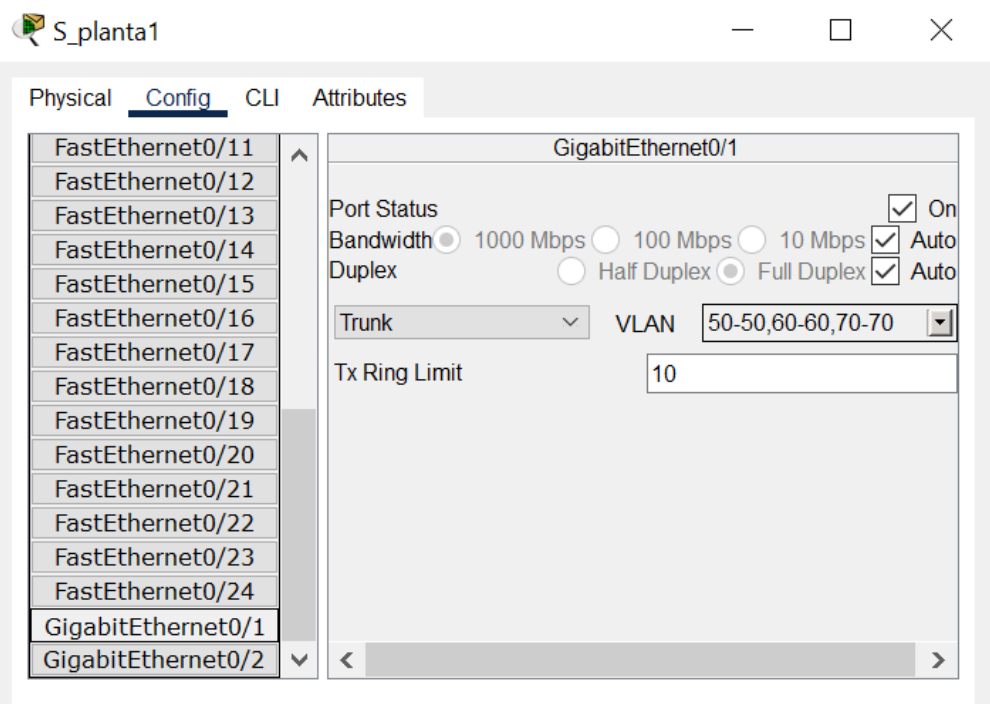 S_planta1
Physical Config CLI Attributes
FastEthernet0/11
FastEthernet0/12
FastEthernet0/13
FastEthernet0/14
FastEthernet0/15
FastEthernet0/16
FastEthernet0/17
FastEthernet0/18
FastEthernet0/19
FastEthernet0/20
FastEthernet0/21
FastEthernet0/22
FastEthernet0/23
FastEthernet0/24
GigabitEthernet0/1
GigabitEthernet0/2
GigabitEthernet0/1
Port Status On
Bandwidth 1000 Mbps 100 Mbps 10 Mbps Auto
Duplex Half Duplex Full Duplex Auto
Trunk VLAN 50-50,60-60,70-70
Tx Ring Limit 10